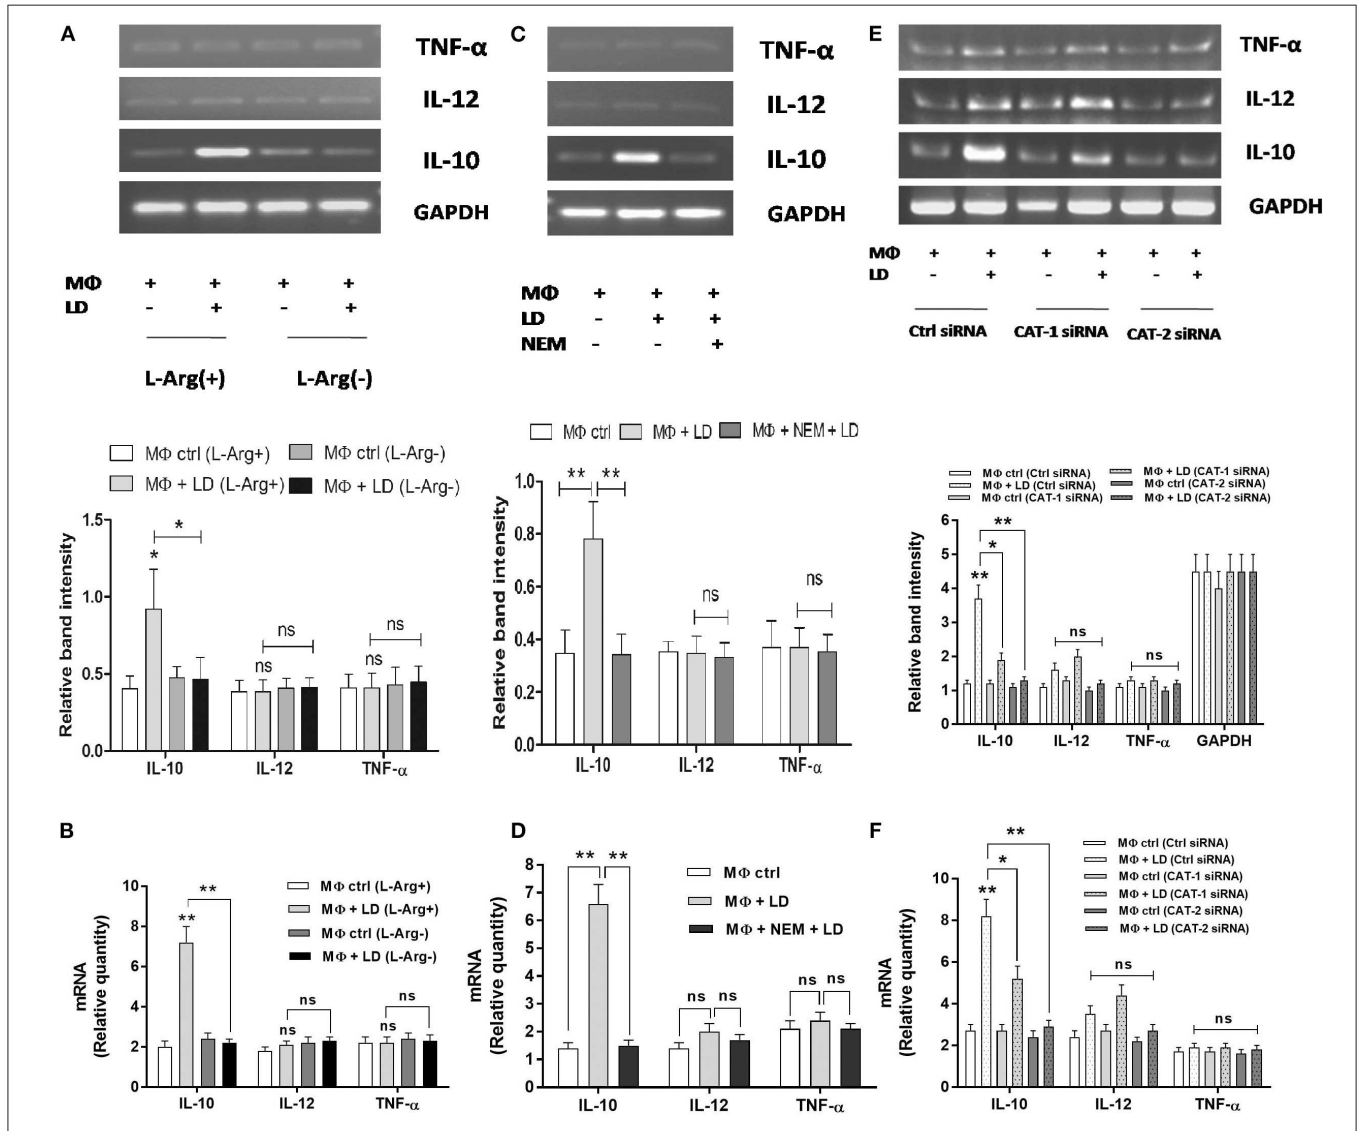 A
TNF-α
IL-12
IL-10
GAPDH
MΦ + + + +
LD - + - +
L-Arg(+) L-Arg(-)
MΦ ctrl (L-Arg+) MΦ ctrl (L-Arg-)
MΦ + LD (L-Arg+) MΦ + LD (L-Arg-)
Relative band intensity
1.5
1.0
0.5
0.0
*
*
ns
ns
ns
ns
IL-10 IL-12 TNF-α
C
TNF-α
IL-12
IL-10
GAPDH
MΦ + + +
LD - + +
NEM - - +
MΦ ctrl MΦ + LD MΦ + NEM + LD
Relative band intensity
1.0
0.8
0.6
0.4
0.2
0.0
** **
ns
ns
IL-10 IL-12 TNF-α
E
TNF-α
IL-12
IL-10
GAPDH
MΦ + + + + + +
LD - + - + - +
Ctrl siRNA CAT-1 siRNA CAT-2 siRNA
MΦ ctrl (Ctrl siRNA) MΦ + LD (CAT-1 siRNA)
MΦ + LD (Ctrl siRNA) MΦ ctrl (CAT-2 siRNA)
MΦ ctrl (CAT-1 siRNA) MΦ + LD (CAT-2 siRNA)
Relative band intensity
6
5
4
3
2
1
0
**
*
**
ns
ns
IL-10 IL-12 TNF-α GAPDH
B
MΦ ctrl (L-Arg+)
MΦ + LD (L-Arg+)
MΦ ctrl (L-Arg-)
MΦ + LD (L-Arg-)
mRNA
(Relative quantity)
10
8
6
4
2
0
**
**
ns
ns
ns
ns
IL-10 IL-12 TNF-α
D
MΦ ctrl
MΦ + LD
MΦ + NEM + LD
mRNA
(Relative quantity)
8
7
6
5
4
3
2
1
0
** **
ns ns
ns ns
IL-10 IL-12 TNF-α
F
MΦ ctrl (Ctrl siRNA)
MΦ + LD (Ctrl siRNA)
MΦ ctrl (CAT-1 siRNA)
MΦ + LD (CAT-1 siRNA)
MΦ ctrl (CAT-2 siRNA)
MΦ + LD (CAT-2 siRNA)
mRNA
(Relative quantity)
10
8
6
4
2
0
**
*
**
ns
ns
IL-10 IL-12 TNF-α